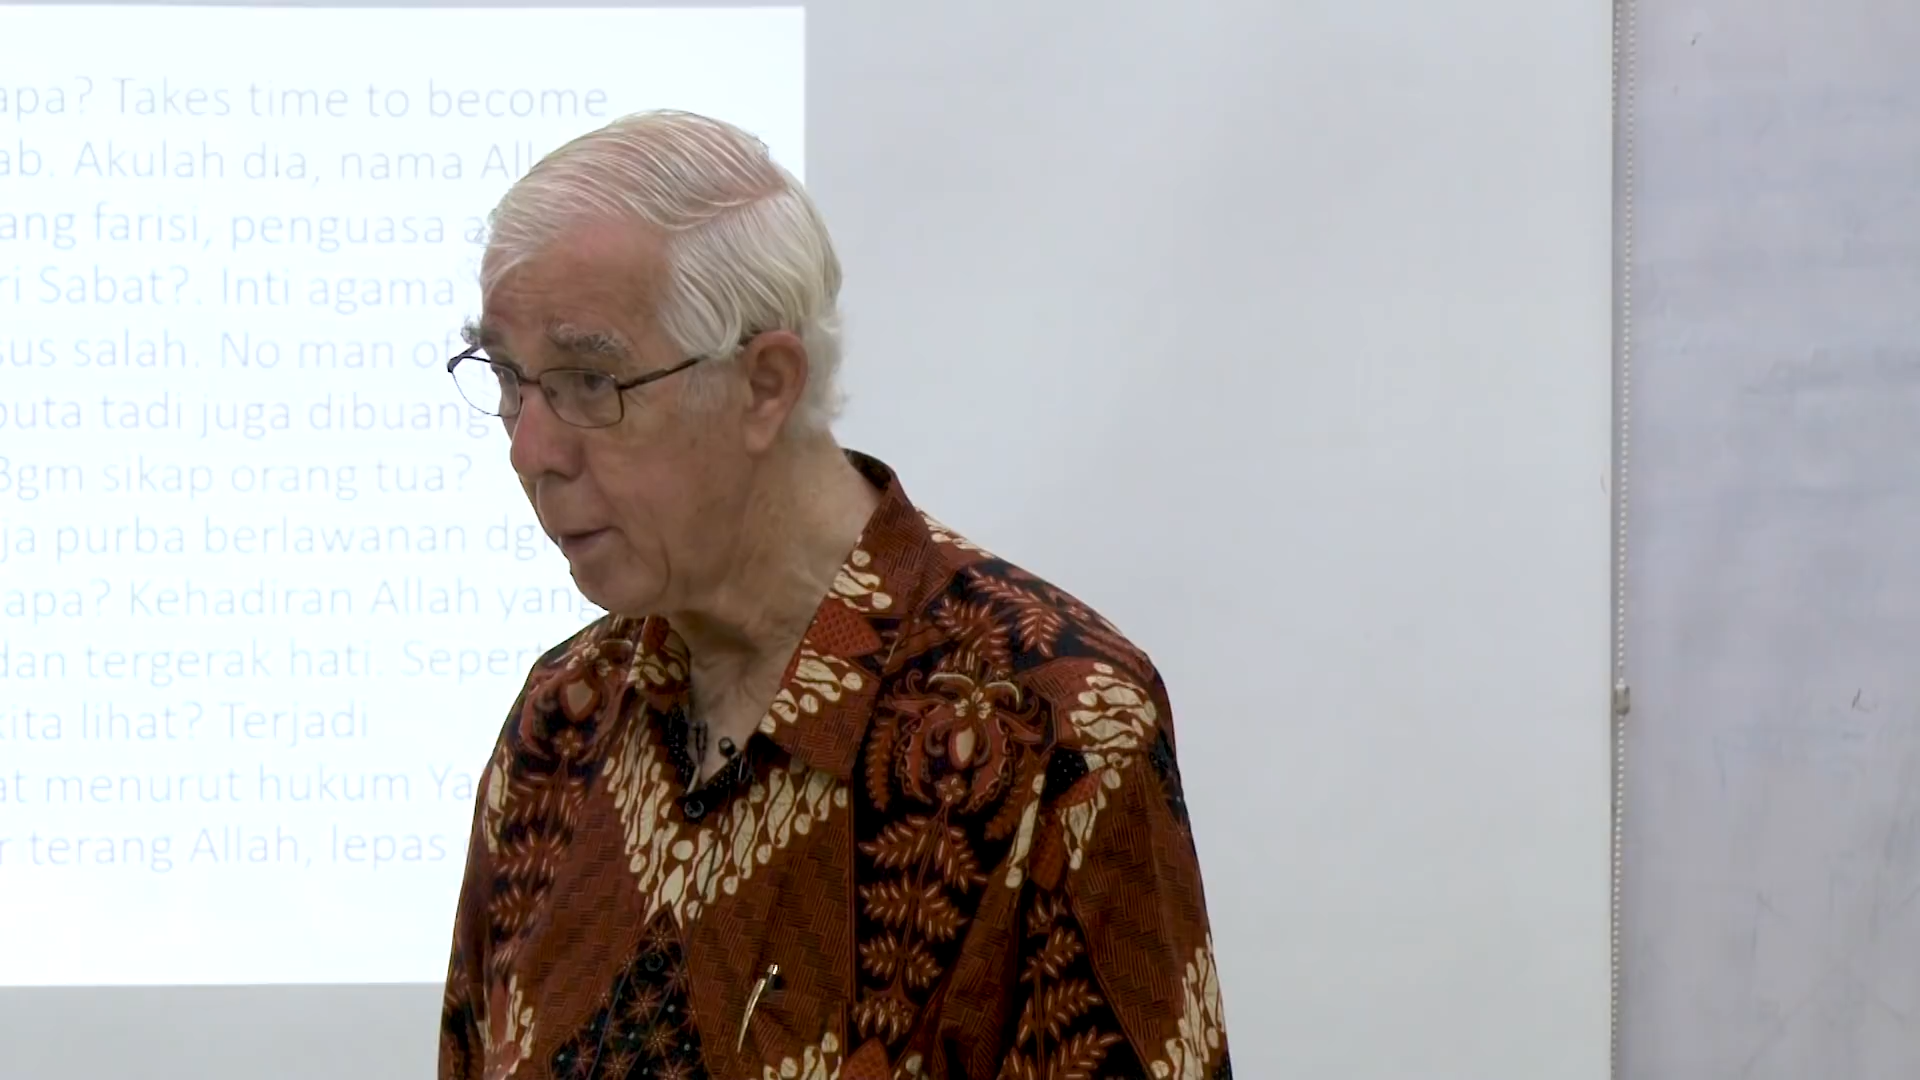 apa? Takes time to become
ab. Akulah dia, nama All
ang farisi, penguasa a
ri Sabat?. Inti agama
sus salah. No man of
outa tadi juga dibuang
Bgm sikap orang tua?
ja purba berlawanan dg
apa? Kehadiran Allah yang
dan tergerak hati. Sepert
kita lihat? Terjadi
at menurut hukum Ya
r terang Allah, lepas